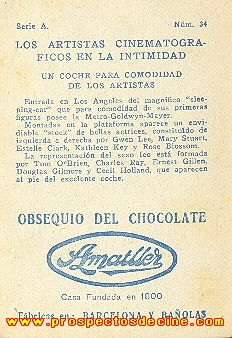 Serie A. Núm. 34
LOS ARTISTAS CINEMATOGRA-
FICOS EN LA INTIMIDAD
UN COCHE PARA COMODIDAD
DE LOS ARTISTAS
Entrada en Los Angeles del magnífico "slee-
ping-car" que para comodidad de sus primeras
figuras posee la Metro-Goldwyn-Mayer.
Montadas en la plataforma aparece un envi-
diable "stock" de bellas actrices, constituído de
izquierda a derecha por Gwen Lee, Mary Stuart,
Estelle Clark, Kathleen Key y Rose Blossom.
La representación del sexo feo está formada
por Tom O'Brien, Charles Ray, Ernest Gillen,
Douglas Gilmore y Cecil Holland, que aparecen
al pie del excelente coche.
OBSEQUIO DEL CHOCOLATE
Amatller
Casa Fundada en 1800
Fábricas en: BARCELONA Y BAÑOLAS
www.prospectosdecine.com